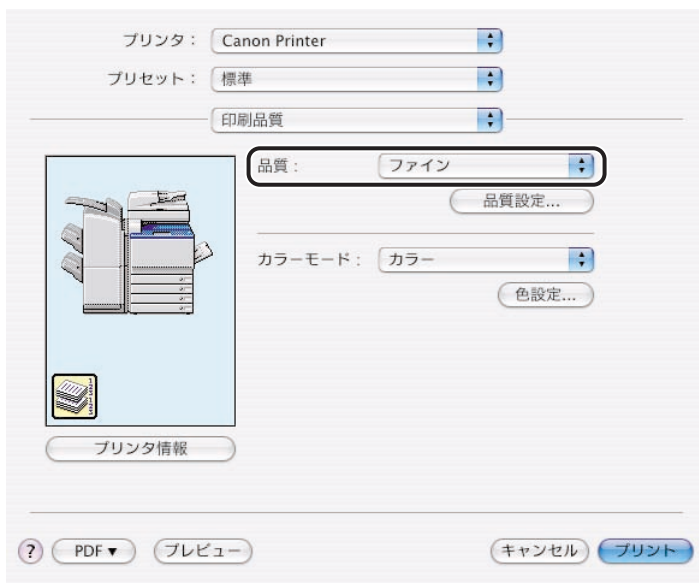 プリンタ： Canon Printer
プリセット： 標準
印刷品質
品質： ファイン
品質設定...
カラーモード： カラー
色設定...
プリンタ情報
? PDF▼ プレビュー キャンセル プリント